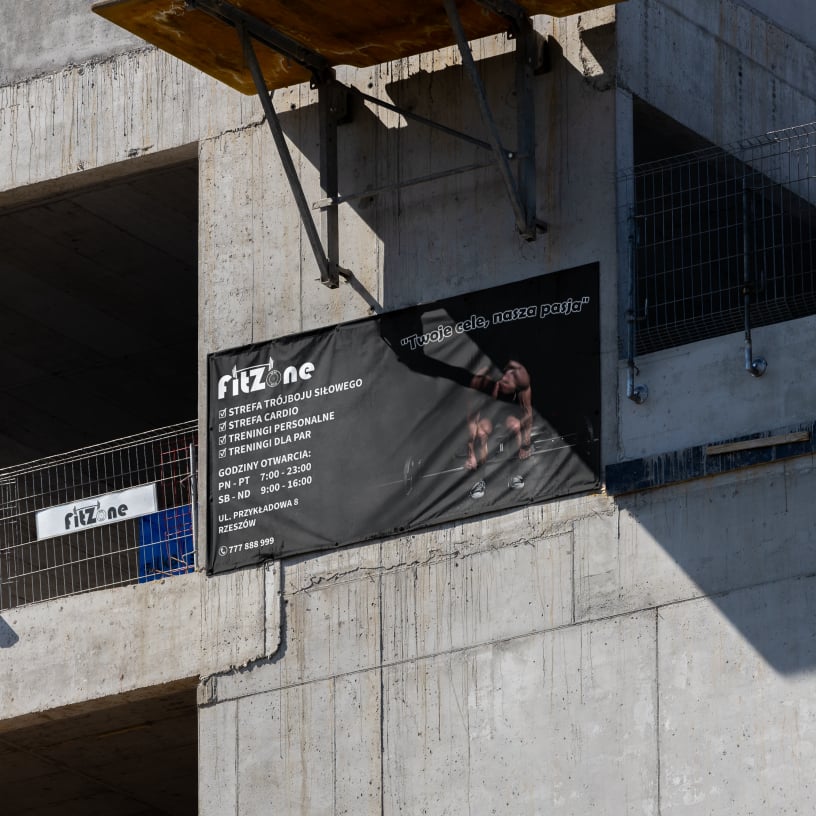 "Twoje cele, nasza pasja"
FitZone
STREFA TRÓJBOJU SIŁOWEGO
STREFA CARDIO
TRENINGI PERSONALNE
TRENINGI DLA PAR
GODZINY OTWARCIA:
PN - PT 7:00 - 23:00
SB - ND 9:00 - 16:00
UL. PRZYKŁADOWA 8
RZESZÓW
777 888 999
FitZone